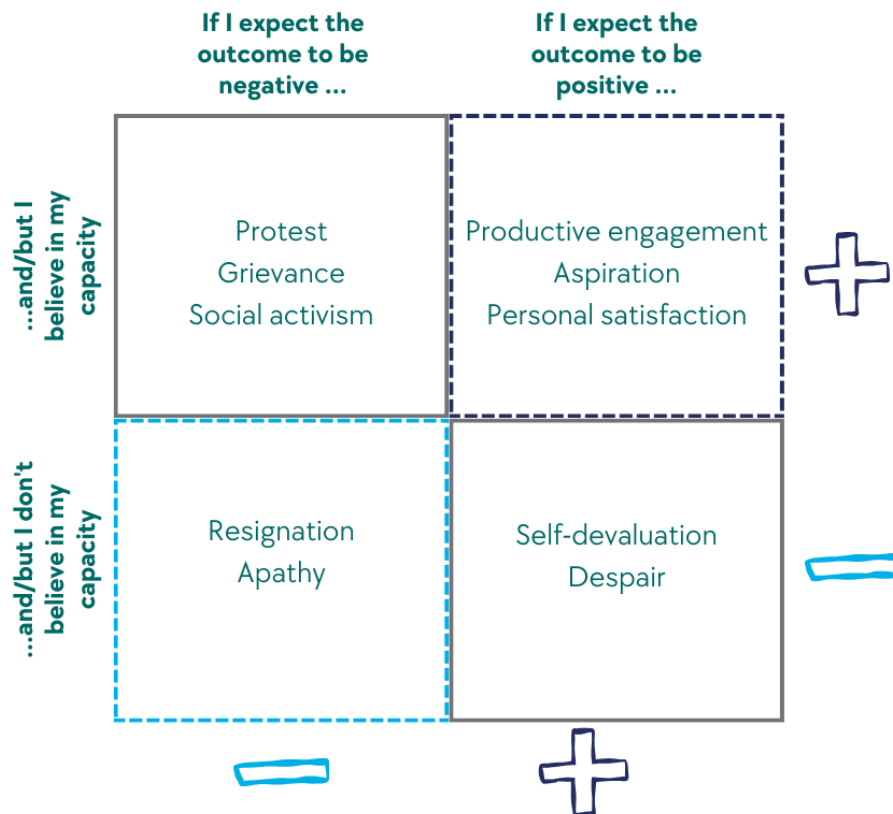 If I expect the
outcome to be
negative ...
If I expect the
outcome to be
positive ...
...and/but I
believe in my
capacity
Protest
Grievance
Social activism
Productive engagement
Aspiration
Personal satisfaction
...and/but I don't
believe in my
capacity
Resignation
Apathy
Self-devaluation
Despair